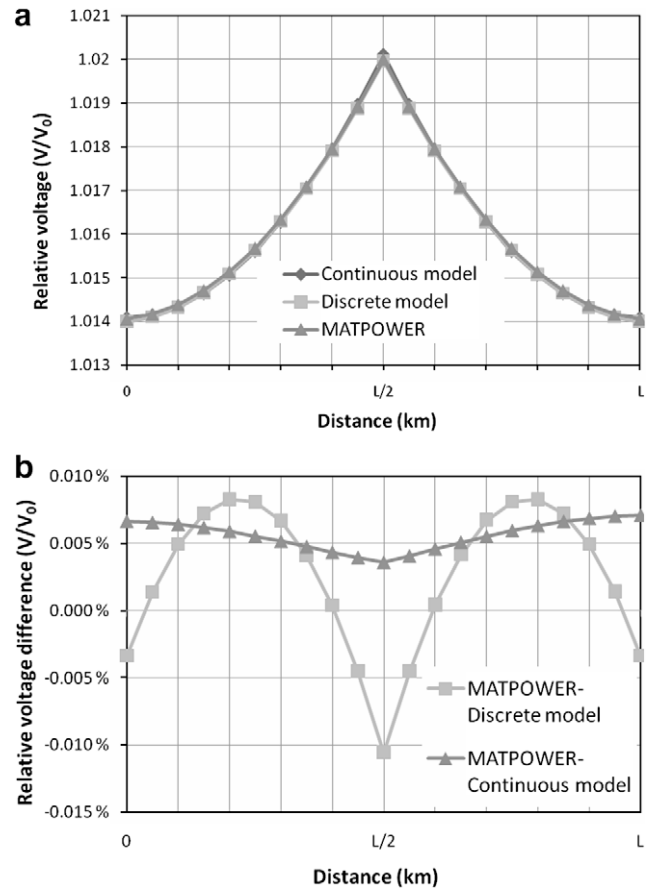 a
1.021
1.02
1.019
1.018
1.017
1.016
1.015
1.014
1.013
Relative voltage (V/V0)
Continuous model
Discrete model
MATPOWER
0
L/2
L
Distance (km)
b
0.010%
0.005%
0.000%
-0.005%
-0.010%
-0.015%
Relative voltage difference (V/V0)
MATPOWER-
Discrete model
MATPOWER-
Continuous model
0
L/2
L
Distance (km)